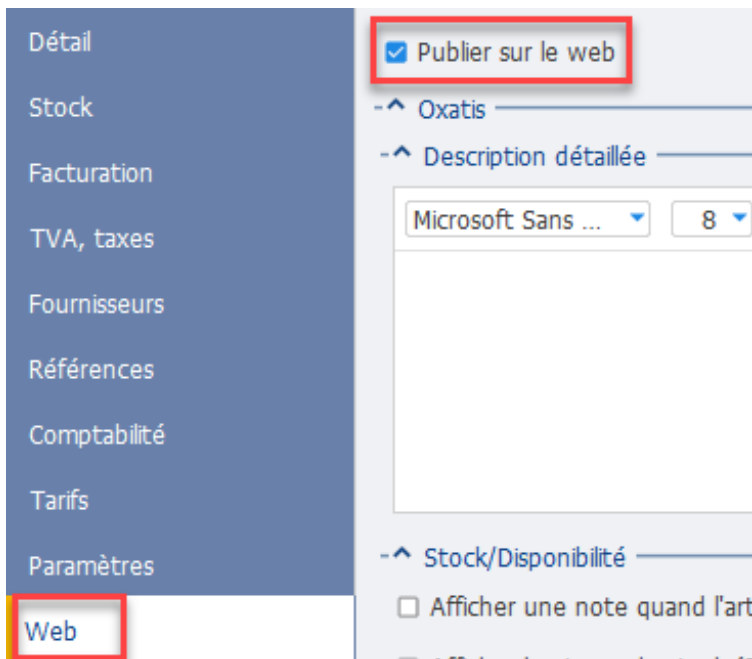 Détail
Stock
Facturation
TVA, taxes
Fournisseurs
Références
Comptabilité
Tarifs
Paramètres
Web
Publier sur le web
Oxatis
Description détaillée
Microsoft Sans ...
8
Stock/Disponibilité
Afficher une note quand l'art